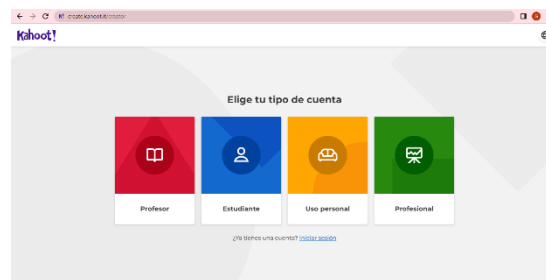 create.kahoot.it/creator
Kahoot!
Elige tu tipo de cuenta
Profesor
Estudiante
Uso personal
Profesional
¿Ya tienes una cuenta? Iniciar sesión